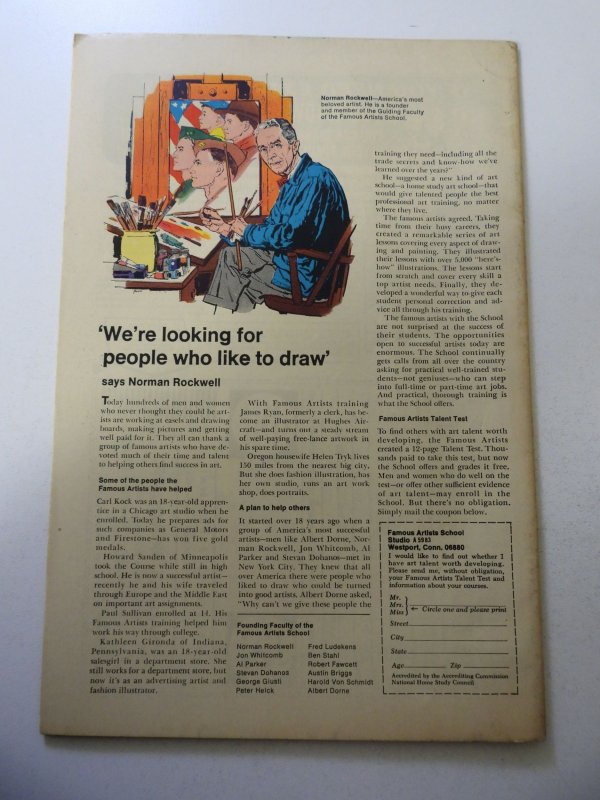 Norman Rockwell—America's most
beloved artist. He is a founder
and member of the Guiding Faculty
of the Famous Artists School.
'We're looking for
people who like to draw'
says Norman Rockwell
Today hundreds of men and women
who never thought they could be art-
ists are working at easels and drawing
boards, making pictures and getting
well paid for it. They all can thank a
group of famous artists who have de-
voted much of their time and talent
to helping others find success in art.
Some of the people the
Famous Artists have helped
Carl Kock was an 18-year-old appren-
tice in a Chicago art studio when he
enrolled. Today he prepares ads for
such companies as General Motors
and Firestone—has won five gold
medals.
Howard Sanden of Minneapolis
took the Course while still in high
school. He is now a successful artist—
recently he and his wife traveled
through Europe and the Middle East
on important art assignments.
Paul Sullivan enrolled at 14. His
Famous Artists training helped him
work his way through college.
Kathleen Gironda of Indiana,
Pennsylvania, was an 18-year-old
salesgirl in a department store. She
still works for a department store, but
now it's as an advertising artist and
fashion illustrator.
With Famous Artists training
James Ryan, formerly a clerk, has be-
come an illustrator at Hughes Air-
craft—and turns out a steady stream
of well-paying free-lance artwork in
his spare time.
Oregon housewife Helen Tryk lives
150 miles from the nearest big city.
But she does fashion illustration, has
her own studio, runs an art work
shop, does portraits.
A plan to help others
It started over 18 years ago when a
group of America's most successful
artists—men like Albert Dorne, Nor-
man Rockwell, Jon Whitcomb, Al
Parker and Stevan Dohanos—met in
New York City. They knew that all
over America there were people who
liked to draw who could be turned
into good artists. Albert Dorne asked,
"Why can't we give these people the
Founding Faculty of the
Famous Artists School
Norman Rockwell
Jon Whitcomb
Al Parker
Stevan Dohanos
George Giusti
Peter Helck
Fred Ludekens
Ben Stahl
Robert Fawcett
Austin Briggs
Harold Von Schmidt
Albert Dorne
training they need—including all the
trade secrets and know-how we've
learned over the years?"
He suggested a new kind of art
school—a home study art school—that
would give talented people the best
professional art training, no matter
where they live.
The famous artists agreed. Taking
time from their busy careers, they
created a remarkable series of art
lessons covering every aspect of draw-
ing and painting. They illustrated
their lessons with over 5,000 "here's-
how" illustrations. The lessons start
from scratch and cover every skill a
top artist needs. Finally, they de-
veloped a wonderful way to give each
student personal correction and ad-
vice all through his training.
The famous artists with the School
are not surprised at the success of
their students. The opportunities
open to successful artists today are
enormous. The School continually
gets calls from all over the country
asking for practical well-trained stu-
dents—not geniuses—who can step
into full-time or part-time art jobs.
And practical, thorough training is
what the School offers.
Famous Artists Talent Test
To find others with art talent worth
developing, the Famous Artists
created a 12-page Talent Test. Thou-
sands paid to take this test, but now
the School offers and grades it free.
Men and women who do well on the
test—or offer other sufficient evidence
of art talent—may enroll in the
School. But there's no obligation.
Simply mail the coupon below.
Famous Artists School
Studio A 5983
Westport, Conn. 06880
I would like to find out whether I
have art talent worth developing.
Please send me, without obligation,
your Famous Artists Talent Test and
information about your courses.
Mr.
Mrs.
Miss
← Circle one and please print
Street
City
State
Age Zip
Accredited by the Accrediting Commission
National Home Study Council